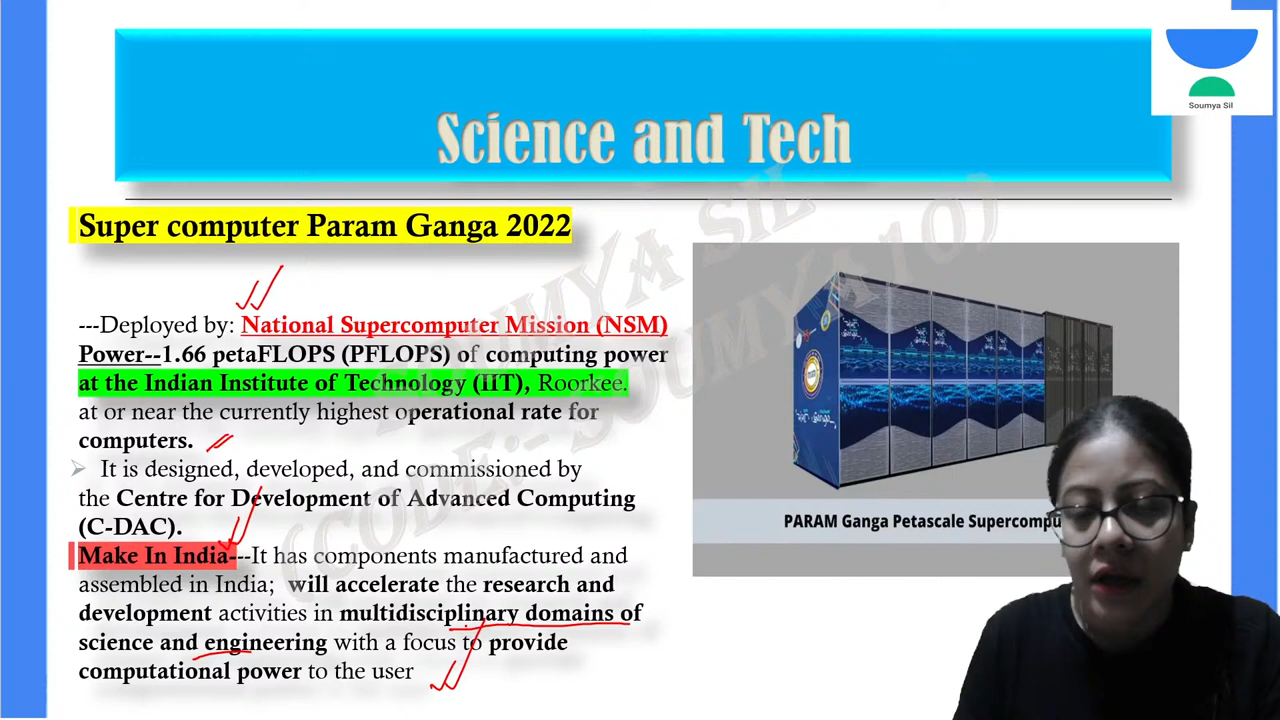 Soumya Sil
Science and Tech
Super computer Param Ganga 2022
---Deployed by: National Supercomputer Mission (NSM)
Power--1.66 petaFLOPS (PFLOPS) of computing power
at the Indian Institute of Technology (IIT), Roorkee.
at or near the currently highest operational rate for
computers.
It is designed, developed, and commissioned by
the Centre for Development of Advanced Computing
(C-DAC).
Make In India---It has components manufactured and
assembled in India; will accelerate the research and
development activities in multidisciplinary domains of
science and engineering with a focus to provide
computational power to the user
PARAM Ganga Petascale Supercompu
SOUMYA SIL
(CODE:- SOUMYA10)